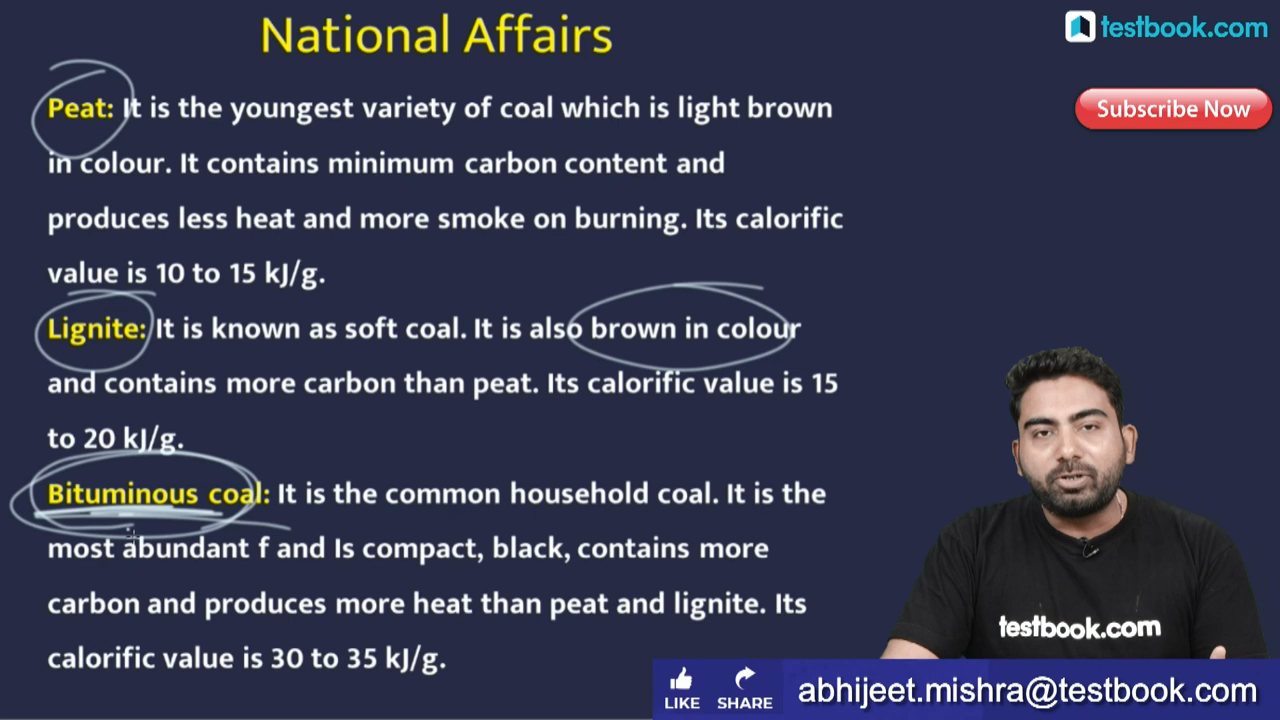 National Affairs
testbook.com
Subscribe Now
Peat: It is the youngest variety of coal which is light brown
in colour. It contains minimum carbon content and
produces less heat and more smoke on burning. Its calorific
value is 10 to 15 kJ/g.
Lignite: It is known as soft coal. It is also brown in colour
and contains more carbon than peat. Its calorific value is 15
to 20 kJ/g.
Bituminous coal: It is the common household coal. It is the
most abundant f and Is compact, black, contains more
carbon and produces more heat than peat and lignite. Its
calorific value is 30 to 35 kJ/g.
testbook.com
LIKE SHARE abhijeet.mishra@testbook.com